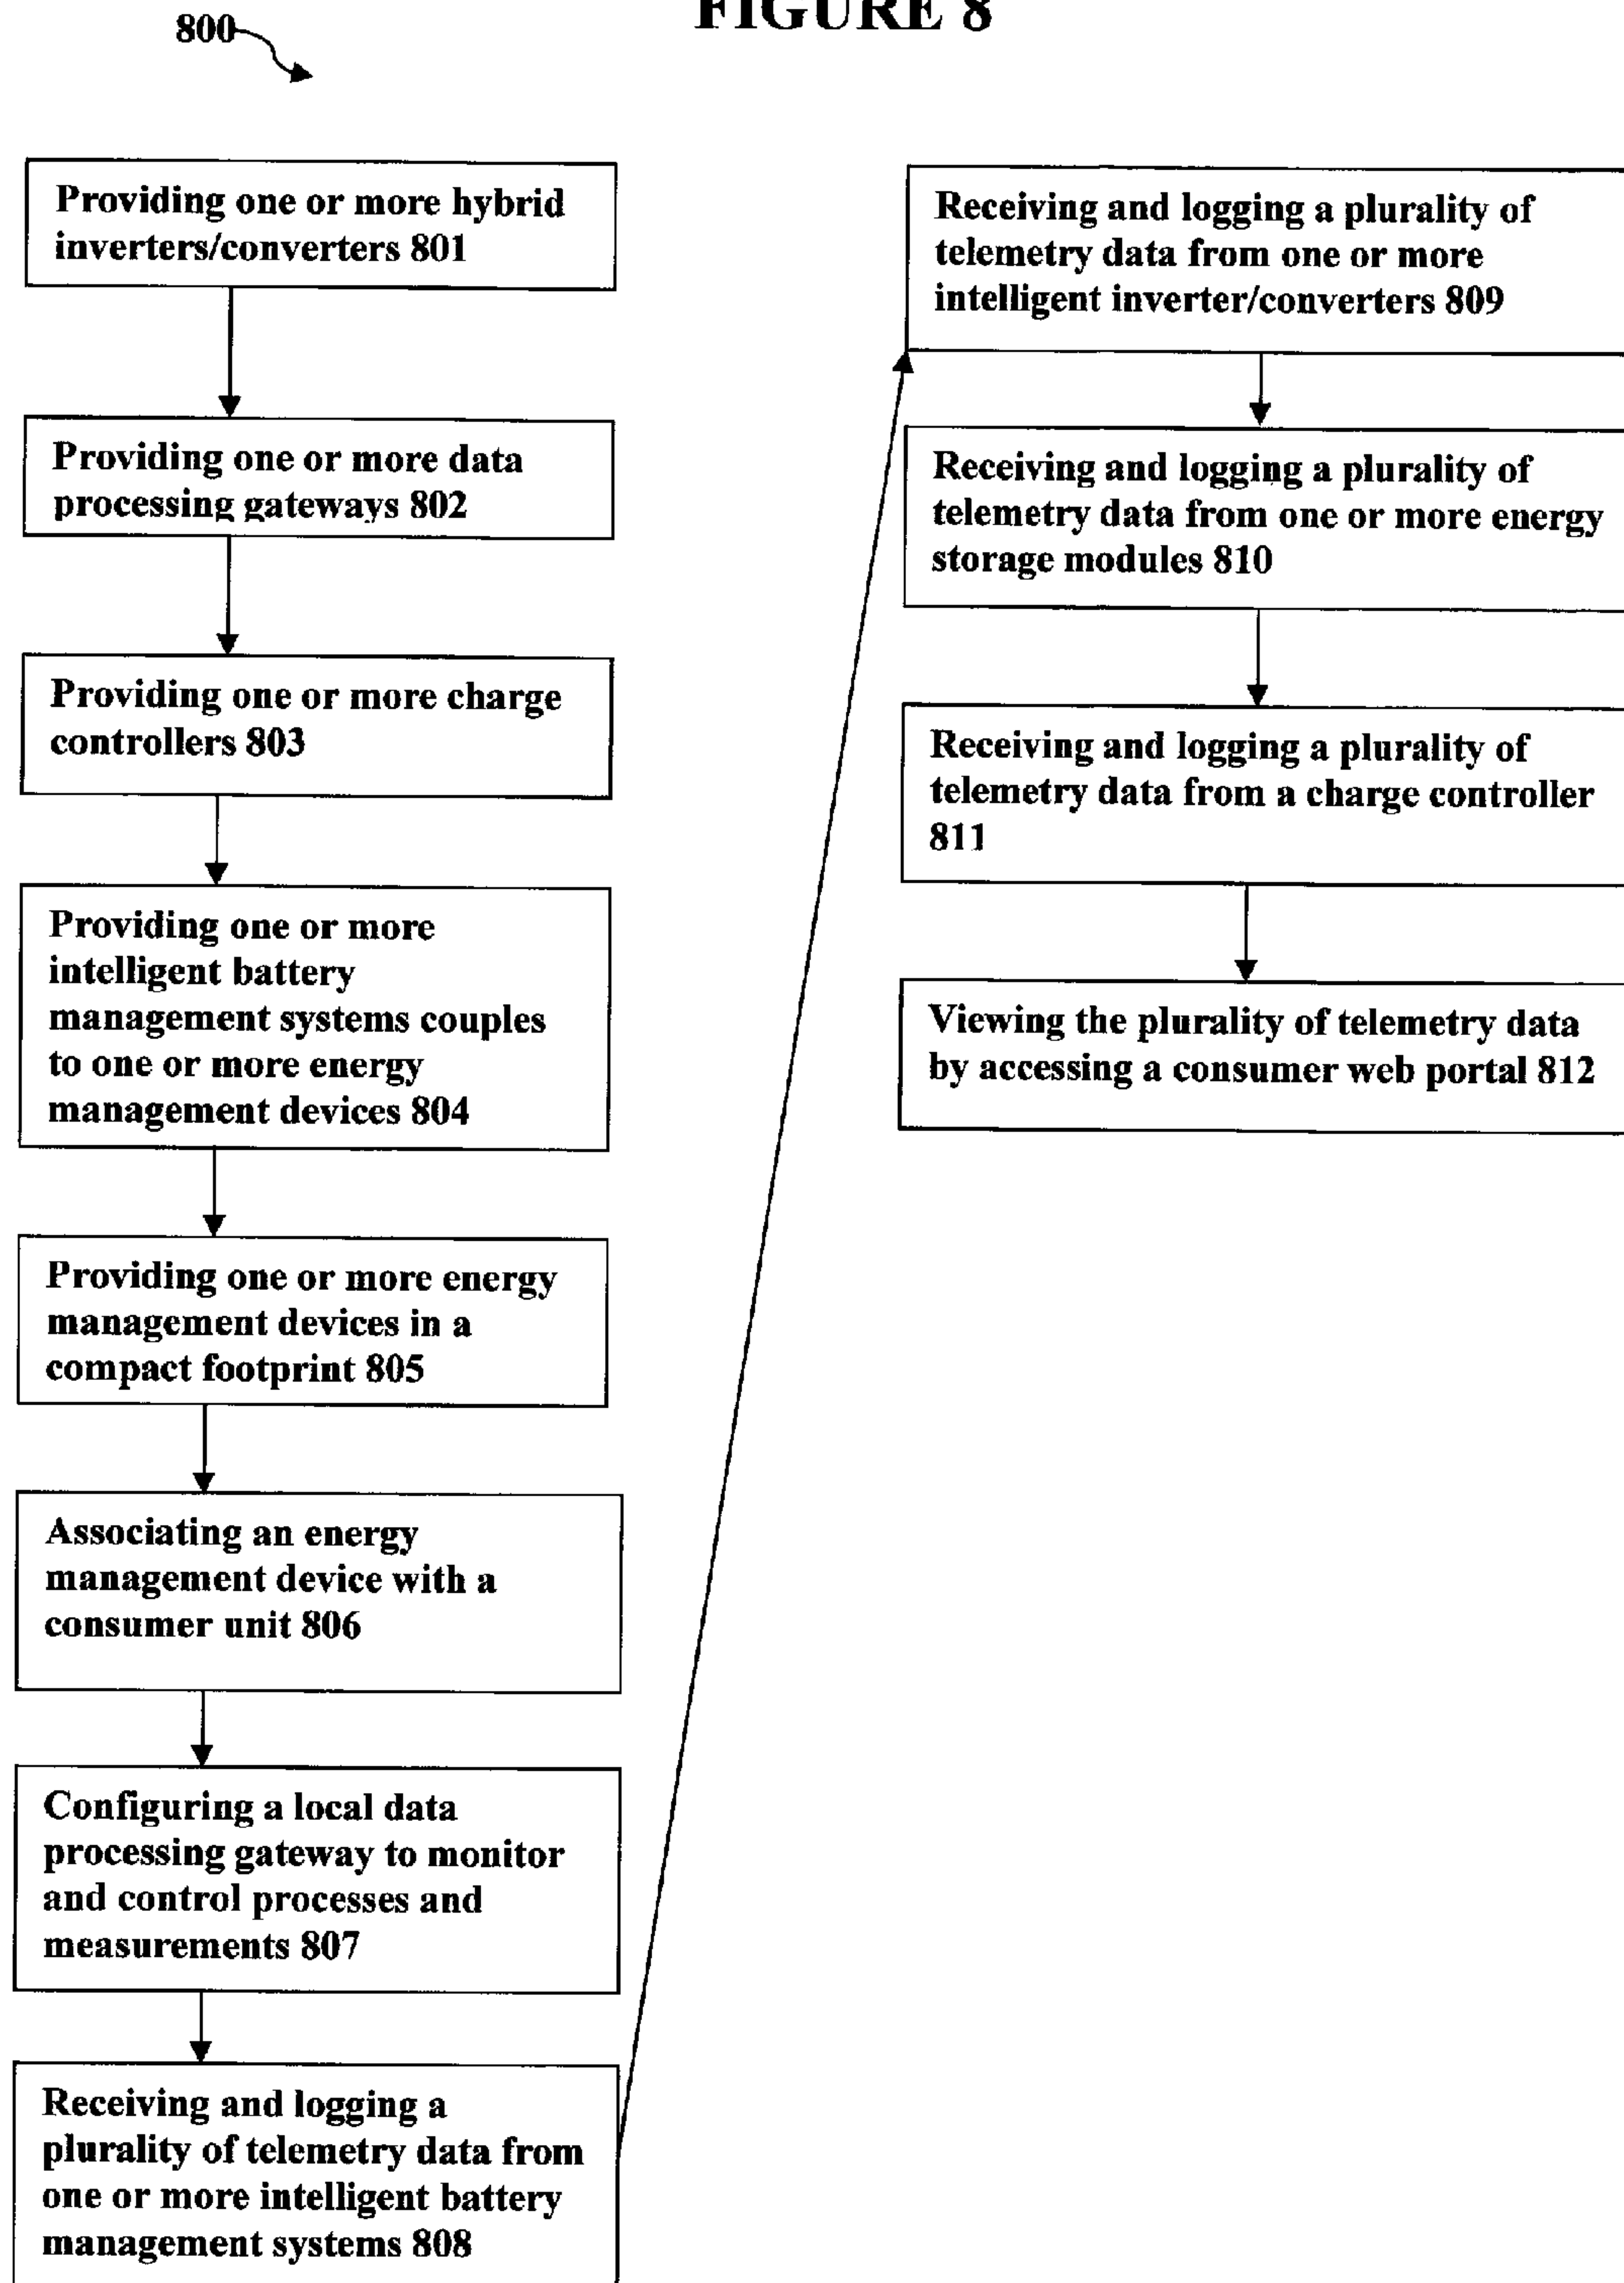 FIGURE 8
800
Providing one or more hybrid
inverters/converters 801
Providing one or more data
processing gateways 802
Providing one or more charge
controllers 803
Providing one or more
intelligent battery
management systems couples
to one or more energy
management devices 804
Providing one or more energy
management devices in a
compact footprint 805
Associating an energy
management device with a
consumer unit 806
Configuring a local data
processing gateway to monitor
and control processes and
measurements 807
Receiving and logging a
plurality of telemetry data from
one or more intelligent battery
management systems 808
Receiving and logging a plurality of
telemetry data from one or more
intelligent inverter/converters 809
Receiving and logging a plurality of
telemetry data from one or more energy
storage modules 810
Receiving and logging a plurality of
telemetry data from a charge controller
811
Viewing the plurality of telemetry data
by accessing a consumer web portal 812